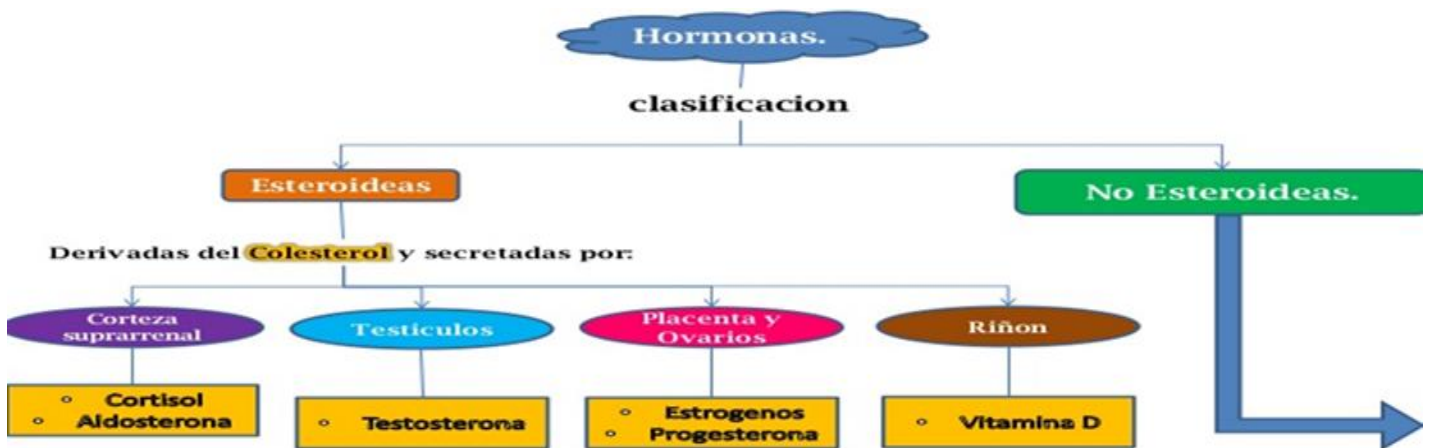 Hormonas.
clasificacion
Esteroideas
No Esteroideas.
Derivadas del Colesterol y secretadas por:
Corteza
suprarrenal
Testiculos
Placenta y
Ovarios
Riñon
Cortisol
Aldosterona
Testosterona
Estrogenos
Progesterona
Vitamina D